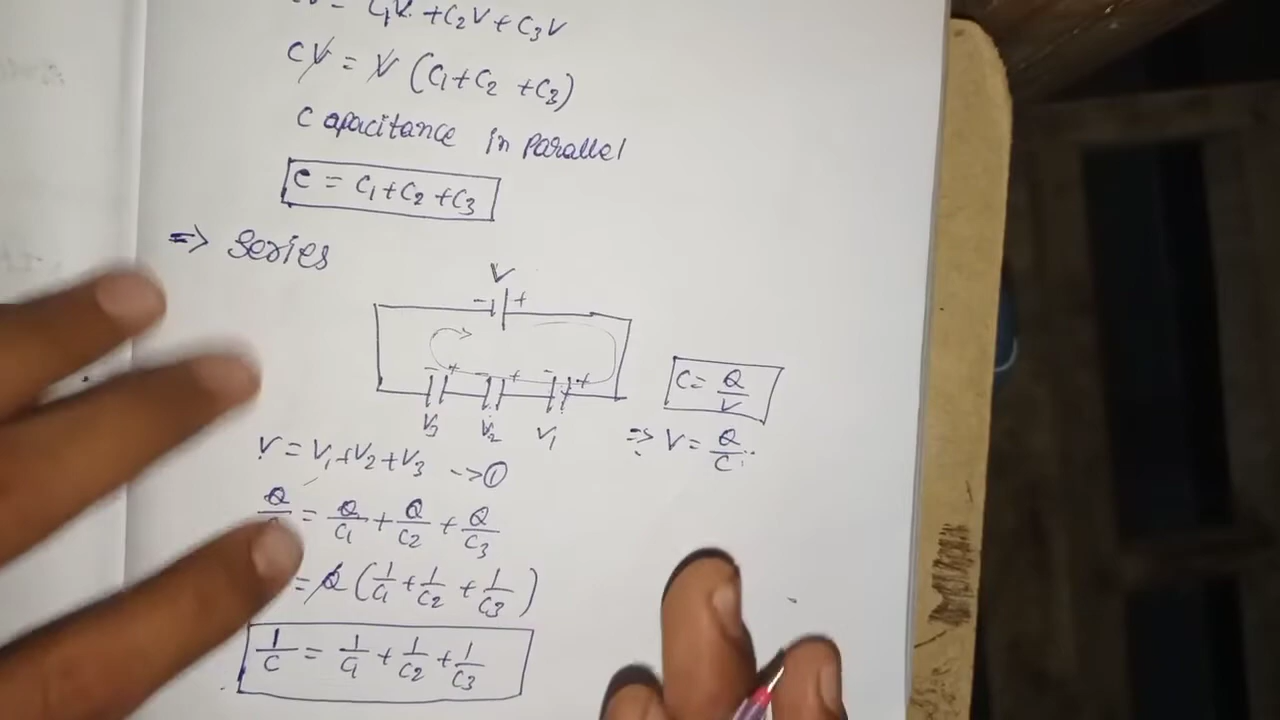 = C₁V + C₂V + C₃V
CV = V (C₁+C₂ +C₃)
Capacitance in parallel
C = C₁+C₂+C₃
=> Series
V
- +
- + - + - +
V₃ V₂ V₁
C = Q/V
=> V = Q/C
V = V₁+V₂+V₃ -> ①
Q = Q/C₁ + Q/C₂ + Q/C₃
= Q (1/C₁ + 1/C₂ + 1/C₃)
1/C = 1/C₁ + 1/C₂ + 1/C₃